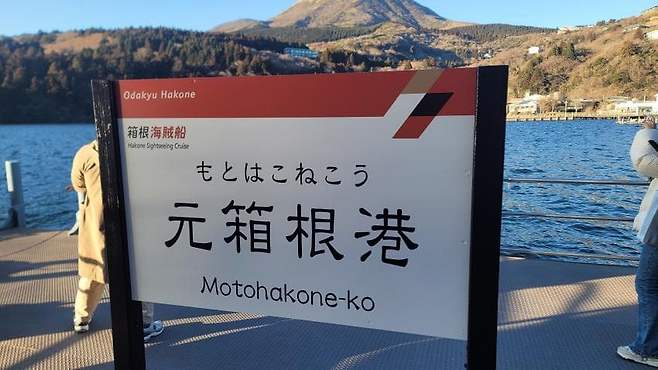 Odakyu Hakone
箱根海賊船
Hakone Sightseeing Cruise
もとはこねこう
元箱根港
Motohakone-ko